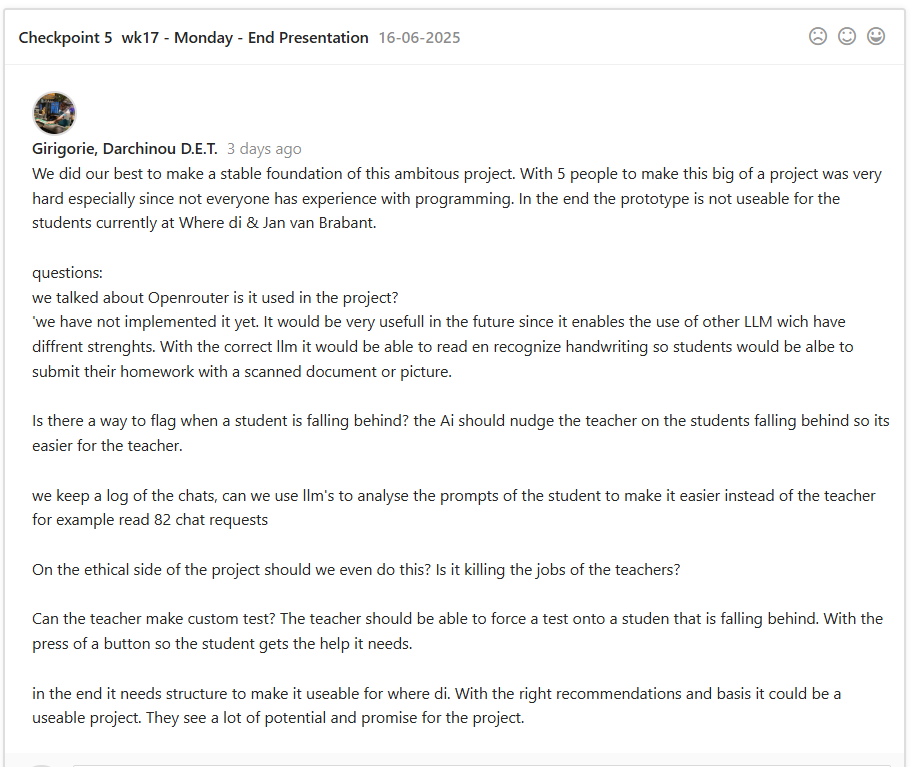 Checkpoint 5 wk17 - Monday - End Presentation 16-06-2025
Girigorie, Darchinou D.E.T. 3 days ago
We did our best to make a stable foundation of this ambitous project. With 5 people to make this big of a project was very
hard especially since not everyone has experience with programming. In the end the prototype is not useable for the
students currently at Where di & Jan van Brabant.
questions:
we talked about Openrouter is it used in the project?
'we have not implemented it yet. It would be very usefull in the future since it enables the use of other LLM wich have
diffrent strenghts. With the correct llm it would be able to read en recognize handwriting so students would be albe to
submit their homework with a scanned document or picture.
Is there a way to flag when a student is falling behind? the Ai should nudge the teacher on the students falling behind so its
easier for the teacher.
we keep a log of the chats, can we use llm's to analyse the prompts of the student to make it easier instead of the teacher
for example read 82 chat requests
On the ethical side of the project should we even do this? Is it killing the jobs of the teachers?
Can the teacher make custom test? The teacher should be able to force a test onto a studen that is falling behind. With the
press of a button so the student gets the help it needs.
in the end it needs structure to make it useable for where di. With the right recommendations and basis it could be a
useable project. They see a lot of potential and promise for the project.